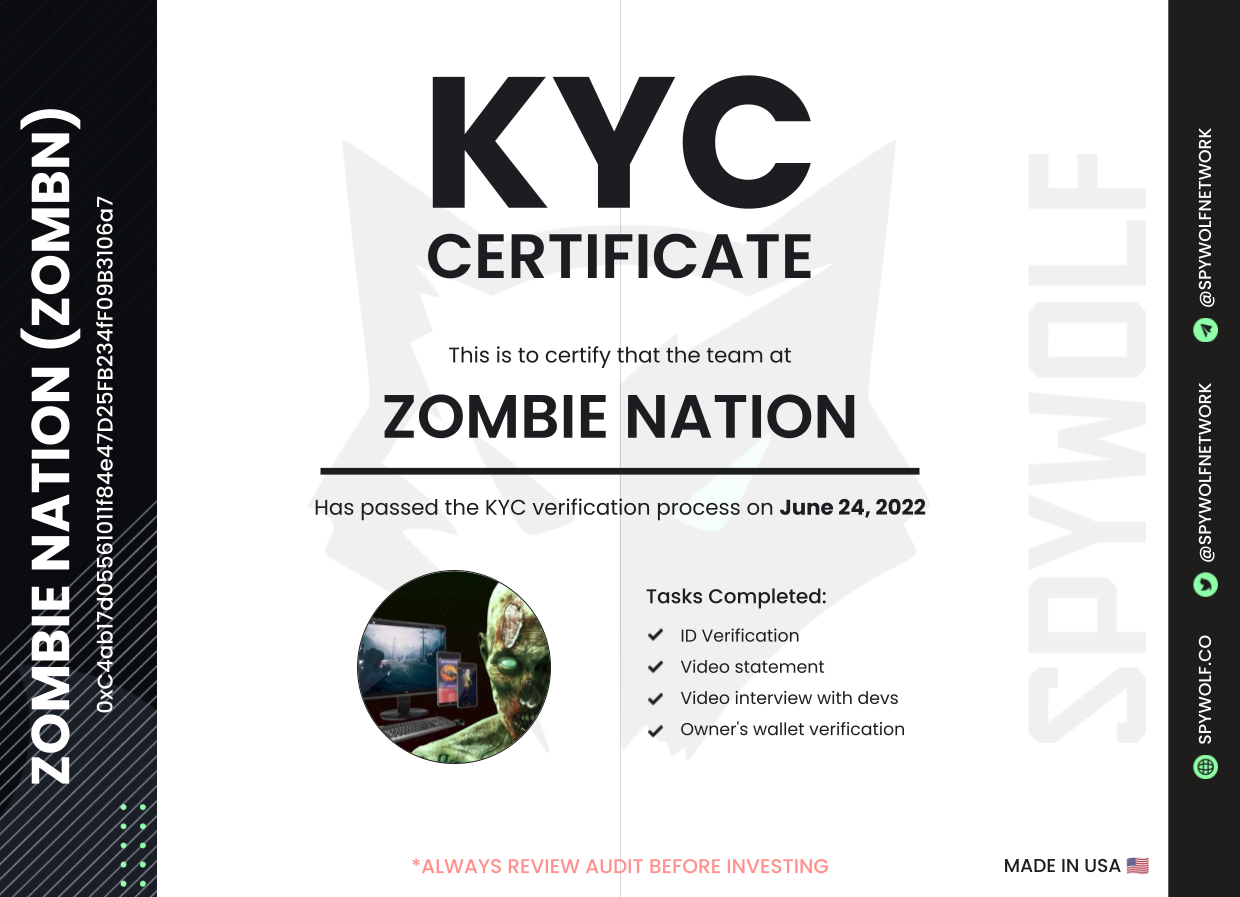 ZOMBIE NATION (ZOMBN)
0xC4ab17d05561011f84e47D25FB234fF09B3106a7
KYC
CERTIFICATE
This is to certify that the team at
ZOMBIE NATION
Has passed the KYC verification process on June 24, 2022
Tasks Completed:
ID Verification
Video statement
Video interview with devs
Owner's wallet verification
*ALWAYS REVIEW AUDIT BEFORE INVESTING
MADE IN USA 🇺🇸
SPYWOLF
SPYWOLF.CO
@SPYWOLFNETWORK
@SPYWOLFNETWORK